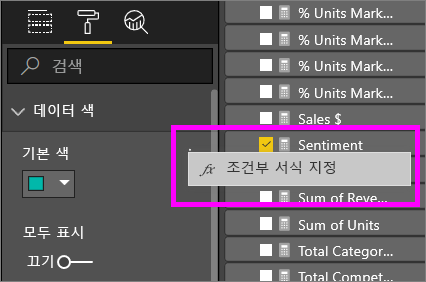 검색
데이터 색
기본 색
모두 표시
끄기
% Units Mark...
% Units Mark...
% Units Mark...
% Units Mark...
Sales $
Sentiment
fx 조건부 서식 지정
Sum of Reve...
Sum of Units
Total Categor...
Total Compet...